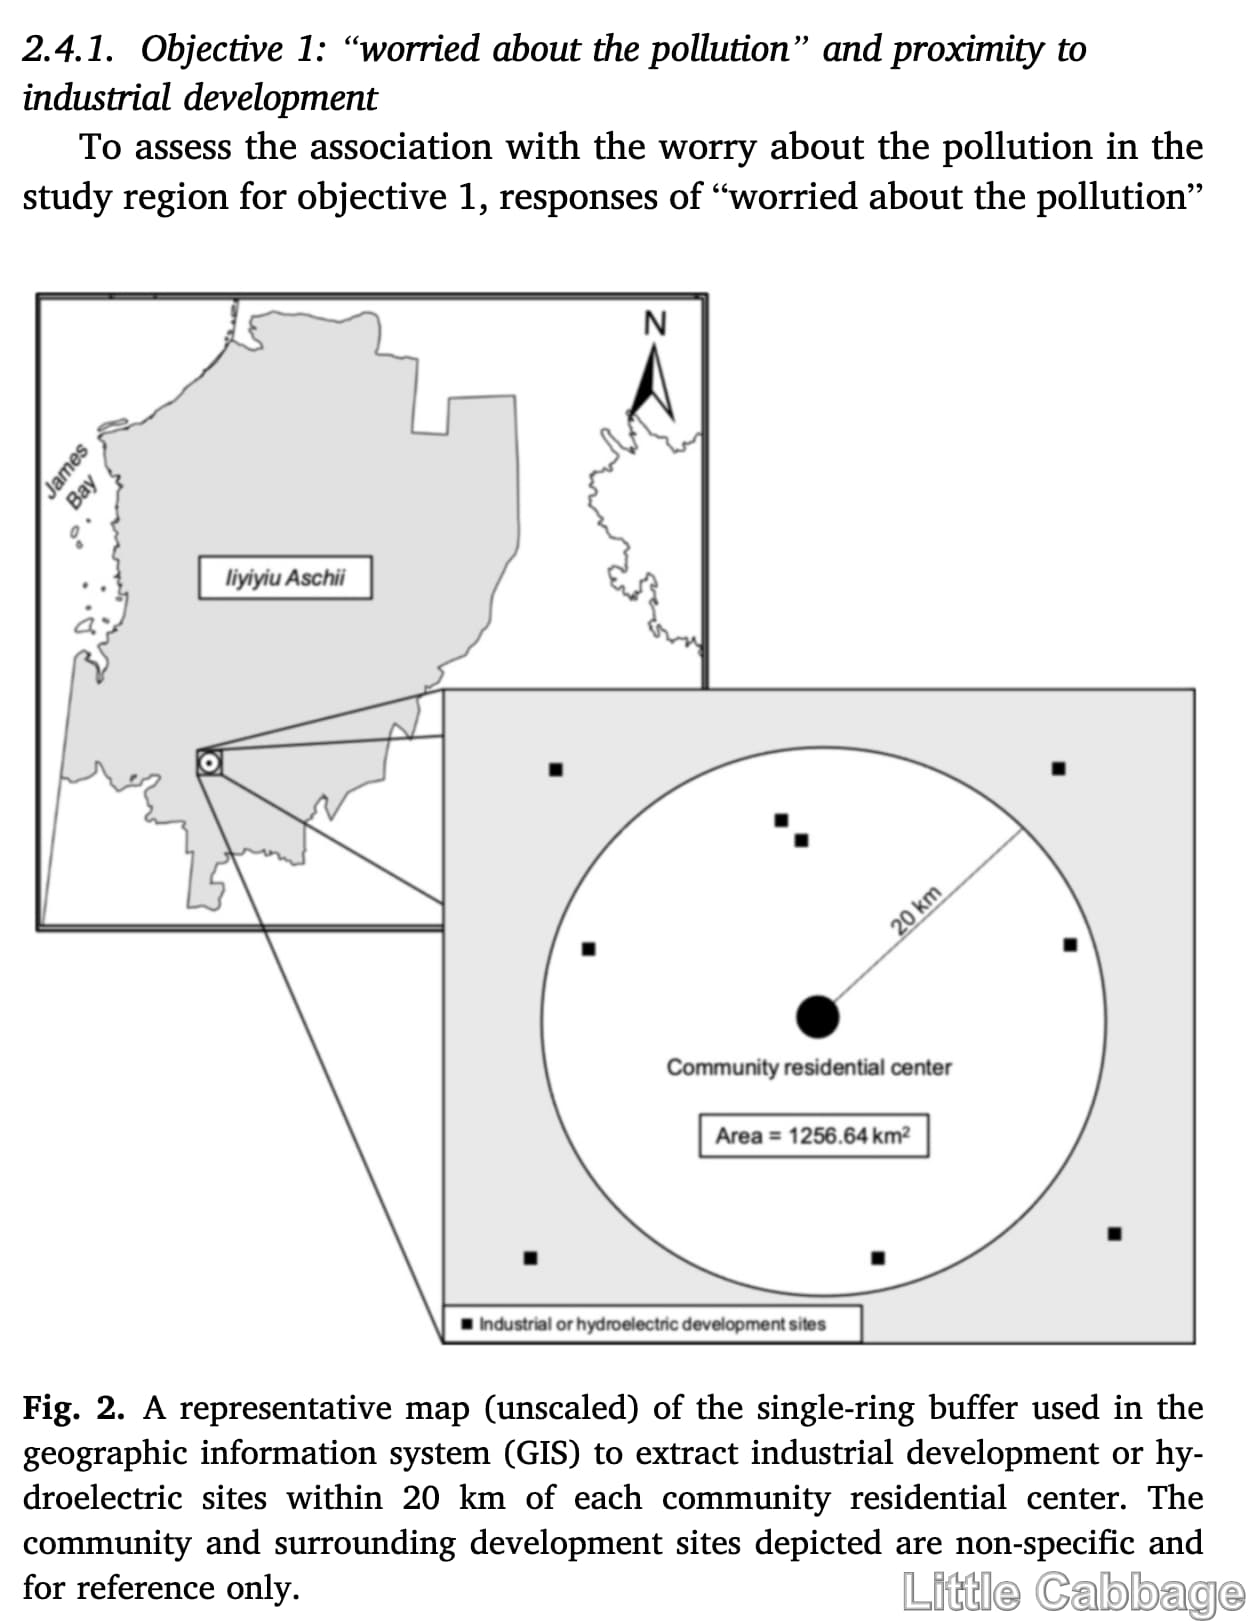 2.4.1. Objective 1: “worried about the pollution” and proximity to
industrial development
To assess the association with the worry about the pollution in the
study region for objective 1, responses of “worried about the pollution”
N
James
Bay
Iiyiyiu Aschii
20 km
Community residential center
Area = 1256.64 km²
Industrial or hydroelectric development sites
Fig. 2. A representative map (unscaled) of the single-ring buffer used in the
geographic information system (GIS) to extract industrial development or hy-
droelectric sites within 20 km of each community residential center. The
community and surrounding development sites depicted are non-specific and
for reference only.
Little Cabbage